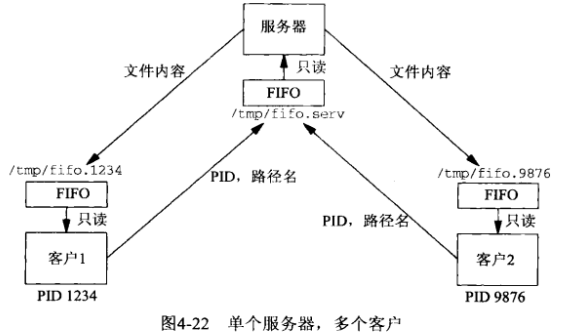 服务器
文件内容
只读
文件内容
FIFO
/tmp/fifo.serv
/tmp/fifo.1234
/tmp/fifo.9876
FIFO
PID，路径名
FIFO
只读
PID，路径名
只读
客户1
客户2
PID 1234
PID 9876
图4-22 单个服务器，多个客户